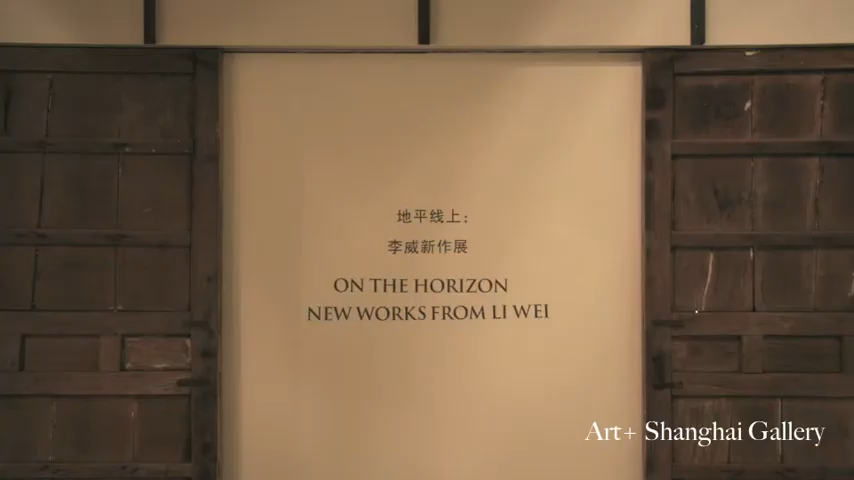 地平线上：
李威新作展
ON THE HORIZON
NEW WORKS FROM LI WEI
Art+ Shanghai Gallery